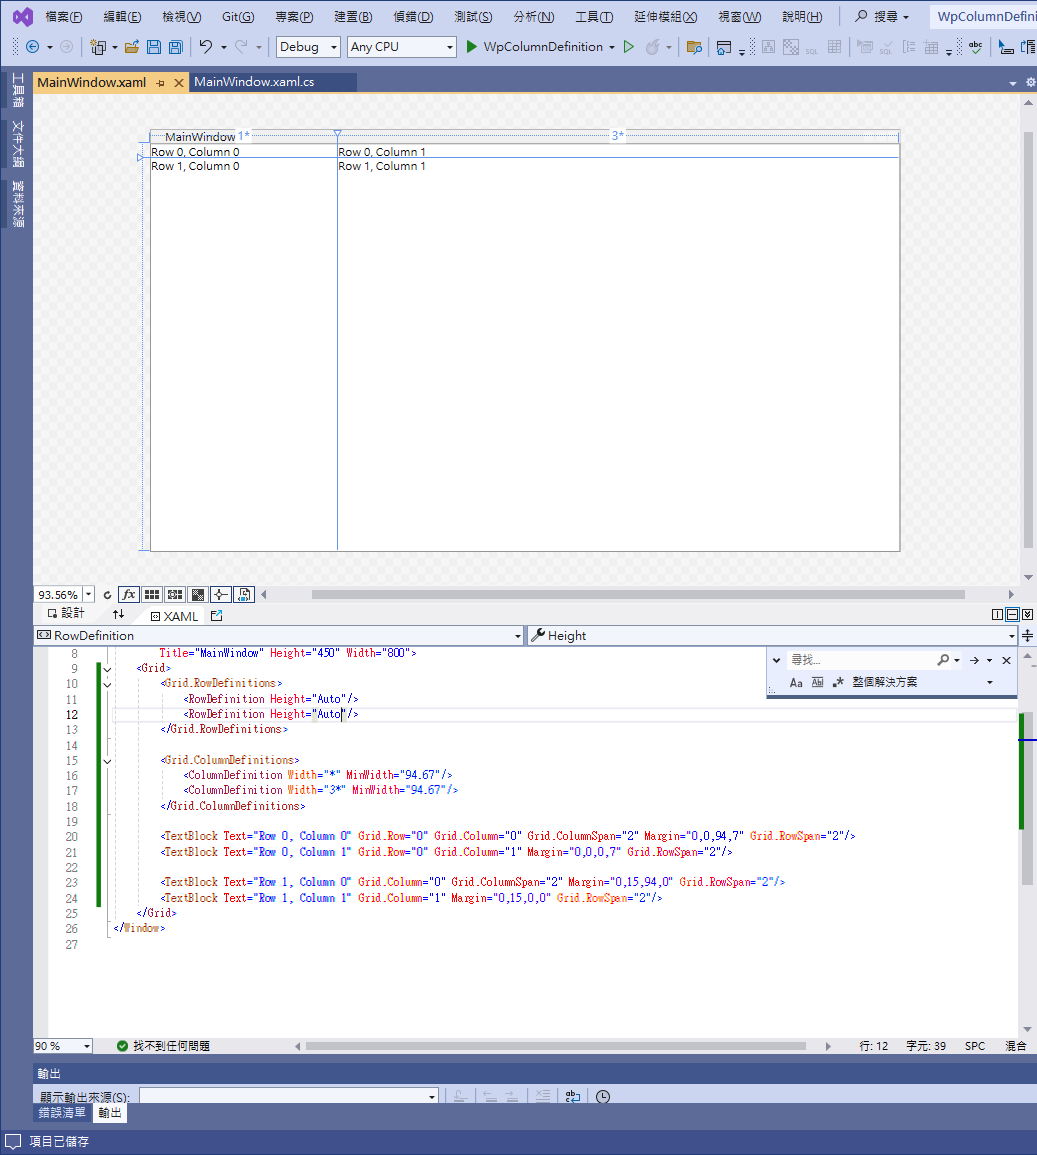 檔案(F) 編輯(E) 檢視(V) Git(G) 專案(P) 建置(B) 偵錯(D) 測試(S) 分析(N) 工具(T) 延伸模組(X) 視窗(W) 說明(H) 搜尋 WpColumnDefini
Debug Any CPU WpColumnDefinition
工具箱
文件大綱
資料來源
MainWindow.xaml MainWindow.xaml.cs
MainWindow 1* 3*
Row 0, Column 0 Row 0, Column 1
Row 1, Column 0 Row 1, Column 1
93.56% fx
設計 XAML
RowDefinition Height
8 Title="MainWindow" Height="450" Width="800">
9 <Grid>
10 <Grid.RowDefinitions>
11 <RowDefinition Height="Auto"/>
12 <RowDefinition Height="Auto"/>
13 </Grid.RowDefinitions>
14
15 <Grid.ColumnDefinitions>
16 <ColumnDefinition Width="*" MinWidth="94.67"/>
17 <ColumnDefinition Width="3*" MinWidth="94.67"/>
18 </Grid.ColumnDefinitions>
19
20 <TextBlock Text="Row 0, Column 0" Grid.Row="0" Grid.Column="0" Grid.ColumnSpan="2" Margin="0,0,94,7" Grid.RowSpan="2"/>
21 <TextBlock Text="Row 0, Column 1" Grid.Row="0" Grid.Column="1" Margin="0,0,0,7" Grid.RowSpan="2"/>
22
23 <TextBlock Text="Row 1, Column 0" Grid.Column="0" Grid.ColumnSpan="2" Margin="0,15,94,0" Grid.RowSpan="2"/>
24 <TextBlock Text="Row 1, Column 1" Grid.Column="1" Margin="0,15,0,0" Grid.RowSpan="2"/>
25 </Grid>
26 </Window>
27
尋找...
Aa Ab 整個解決方案
90 % 找不到任何問題 行: 12 字元: 39 SPC 混合
輸出
顯示輸出來源(S):
錯誤清單 輸出
項目已儲存